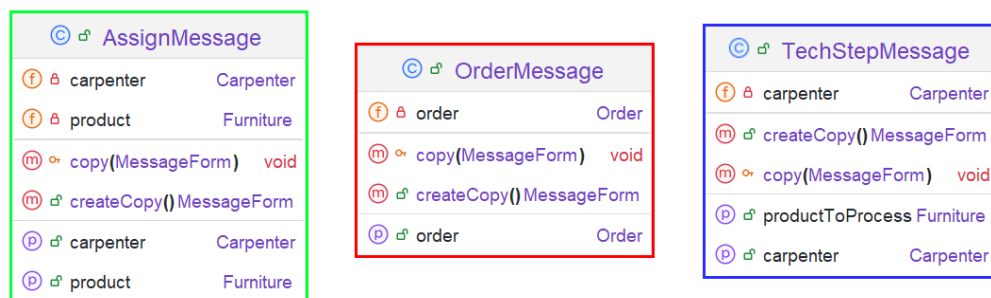 AssignMessage
carpenter Carpenter
product Furniture
copy(MessageForm) void
createCopy() MessageForm
carpenter Carpenter
product Furniture
OrderMessage
order Order
copy(MessageForm) void
createCopy() MessageForm
order Order
TechStepMessage
carpenter Carpenter
createCopy() MessageForm
copy(MessageForm) void
productToProcess Furniture
carpenter Carpenter